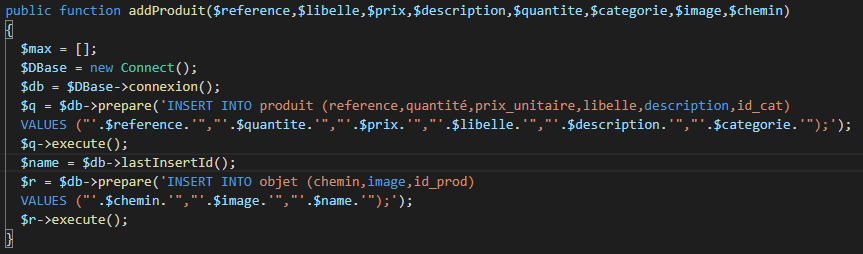 public function addProduit($reference,$libelle,$prix,$description,$quantite,$categorie,$image,$chemin)
{
$max = [];
$DBase = new Connect();
$db = $DBase->connexion();
$q = $db->prepare('INSERT INTO produit (reference,quantité,prix_unitaire,libelle,description,id_cat)
VALUES ("'.$reference.'","'.$quantite.'","'.$prix.'","'.$libelle.'","'.$description.'","'.$categorie.'");');
$q->execute();
$name = $db->lastInsertId();
$r = $db->prepare('INSERT INTO objet (chemin,image,id_prod)
VALUES ("'.$chemin.'","'.$image.'","'.$name.'");');
$r->execute();
}